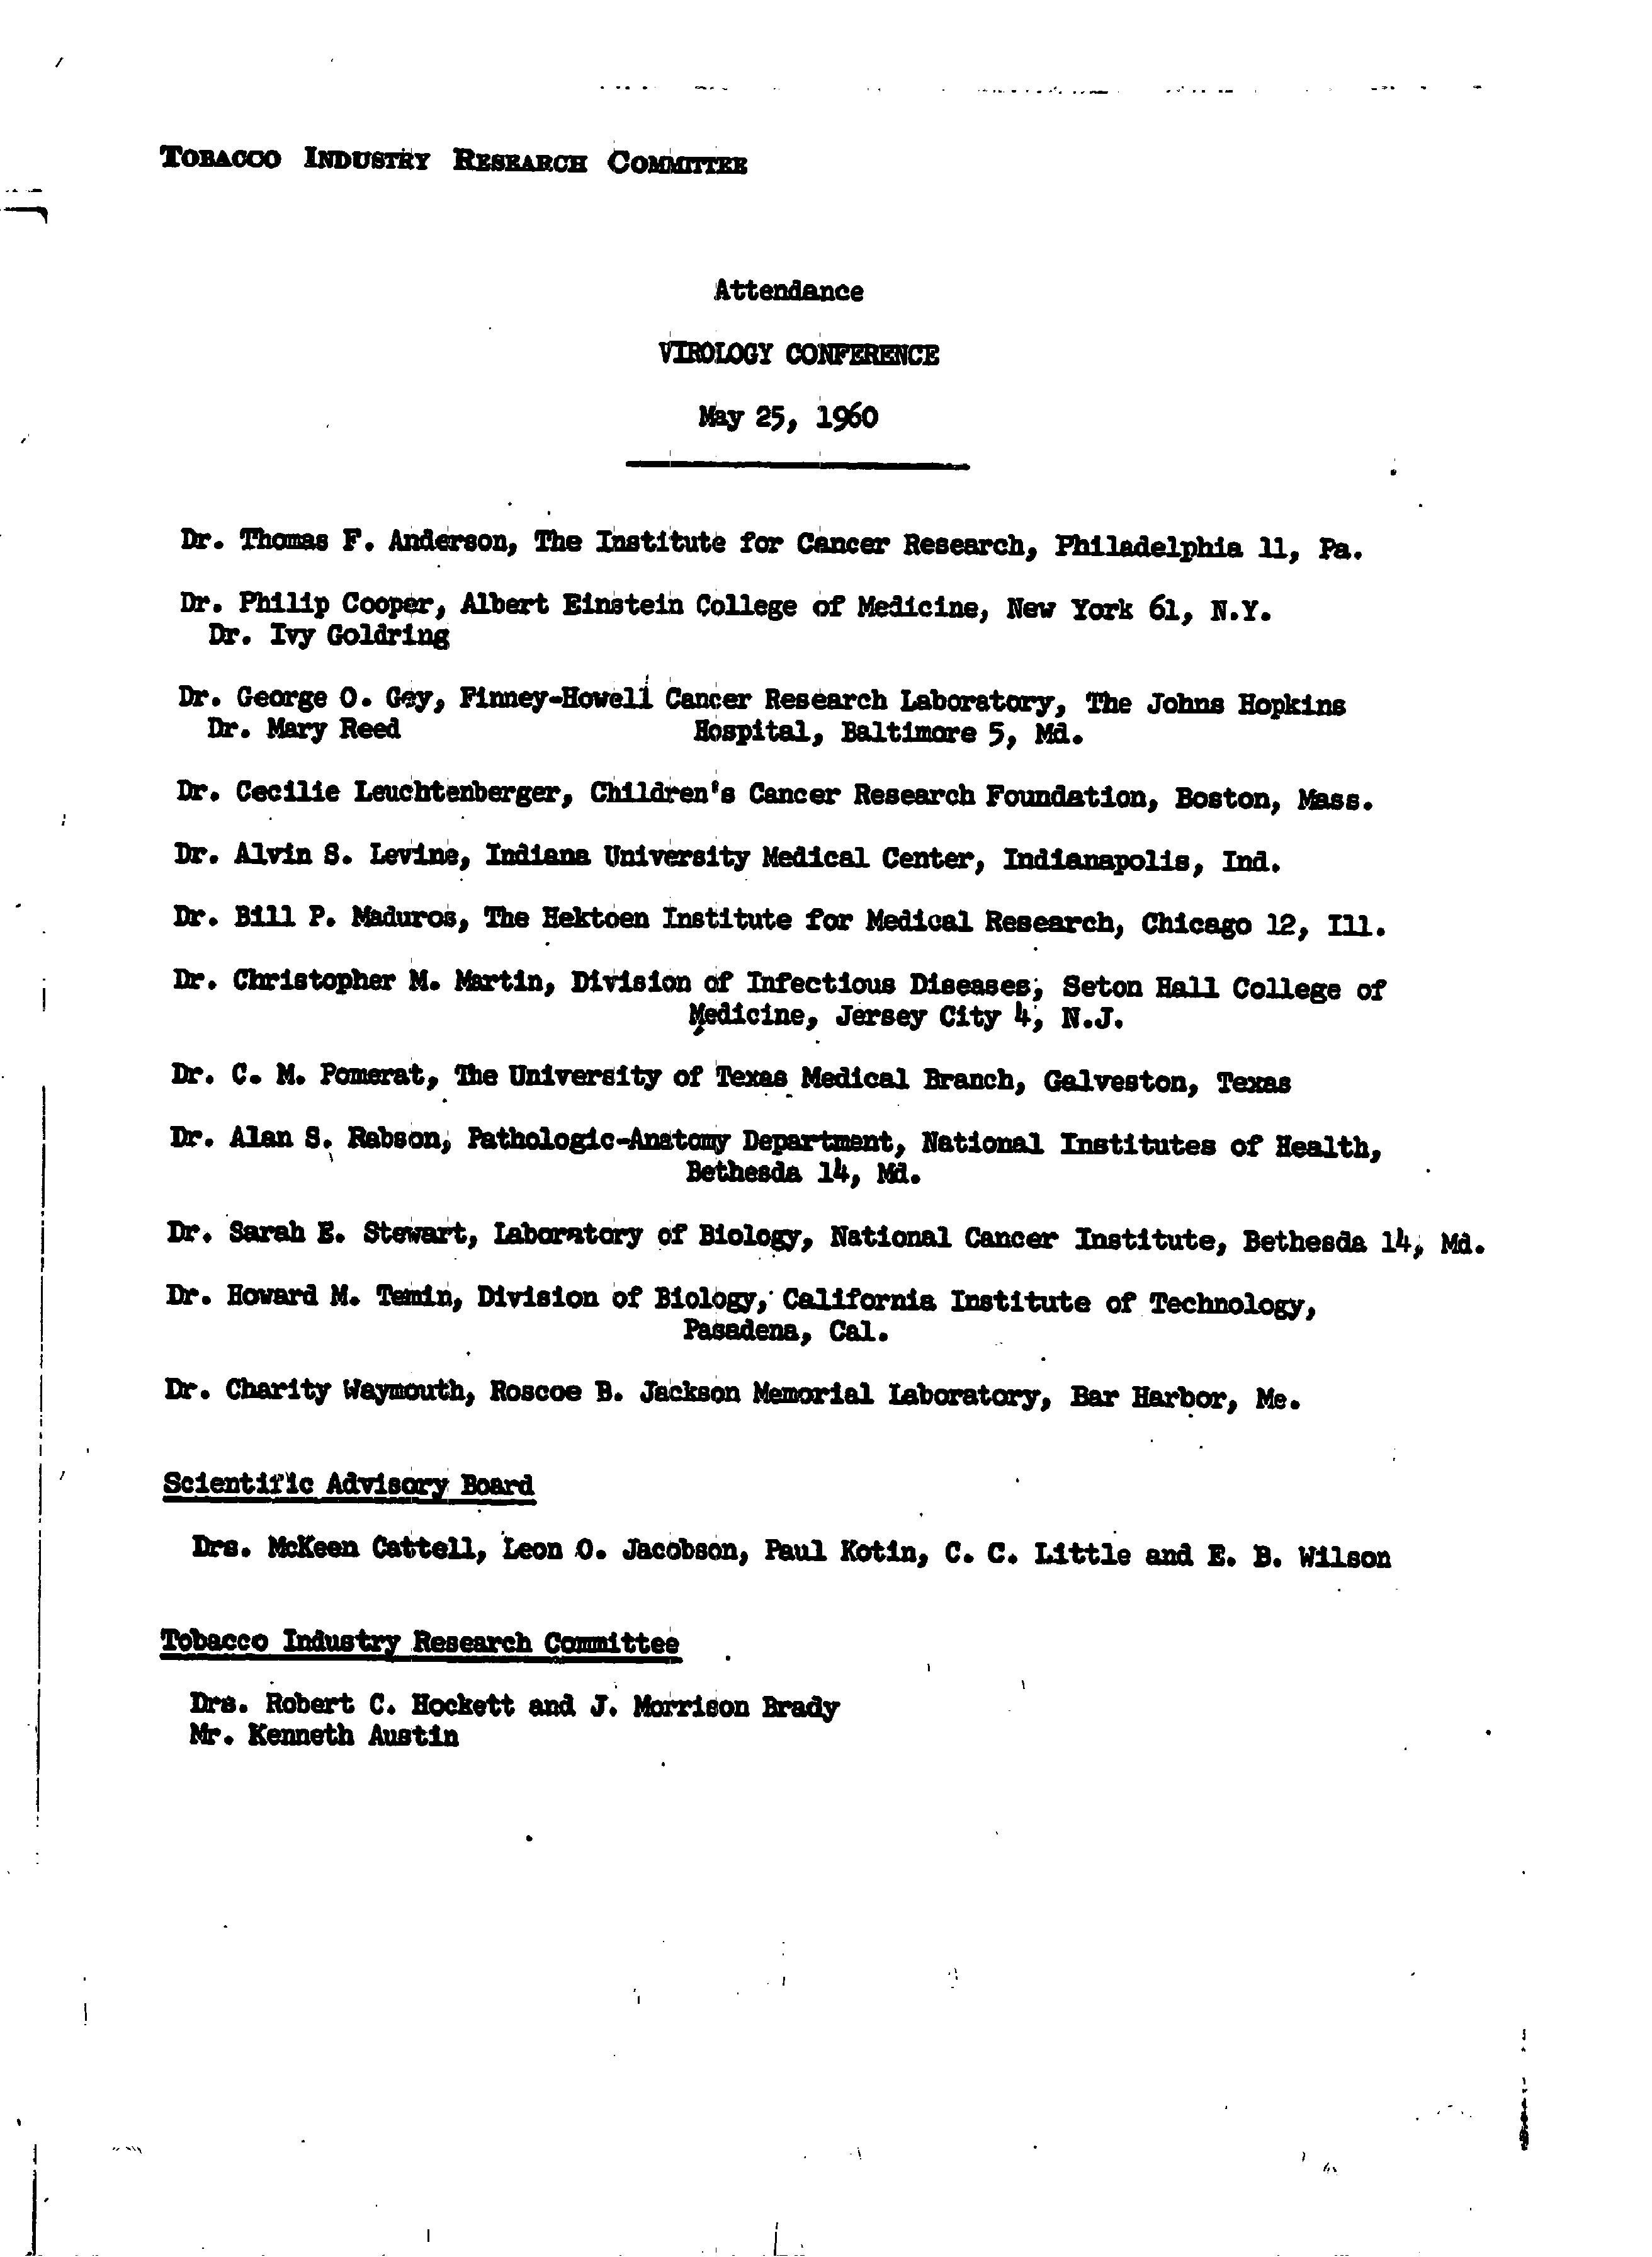 TOBACCO INDUSTRY RESEARCH COMMITTEE
Attendance
VIROLOGY CONFERENCE
May 25, 1960
Dr. Thomas F. Anderson, The Institute for Cancer Research, Philadelphia 11, Pa.
Dr. Philip Cooper, Albert Einstein College of Medicine, New York 61, N.Y.
Dr. Ivy Goldring
Dr. George O. Gey, Finney-Howell Cancer Research Laboratory, The Johns Hopkins
Dr. Mary Reed Hospital, Baltimore 5, Md.
Dr. Cecilie Leuchtenberger, Children's Cancer Research Foundation, Boston, Mass.
Dr. Alvin S. Levine, Indiana University Medical Center, Indianapolis, Ind.
Dr. Bill P. Maduros, The Hektoen Institute for Medical Research, Chicago 12, Ill.
Dr. Christopher M. Martin, Division of Infectious Diseases, Seton Hall College of
Medicine, Jersey City 4, N.J.
Dr. C. M. Pomerat, The University of Texas Medical Branch, Galveston, Texas
Dr. Alan S. Rabson, Pathologic-Anatomy Department, National Institutes of Health,
Bethesda 14, Md.
Dr. Sarah E. Stewart, Laboratory of Biology, National Cancer Institute, Bethesda 14, Md.
Dr. Howard M. Temin, Division of Biology, California Institute of Technology,
Pasadena, Cal.
Dr. Charity Waymouth, Roscoe B. Jackson Memorial Laboratory, Bar Harbor, Me.
Scientific Advisory Board
Drs. McKeen Cattell, Leon O. Jacobson, Paul Kotin, C. C. Little and E. B. Wilson
Tobacco Industry Research Committee
Drs. Robert C. Hockett and J. Morrison Brady
Mr. Kenneth Austin